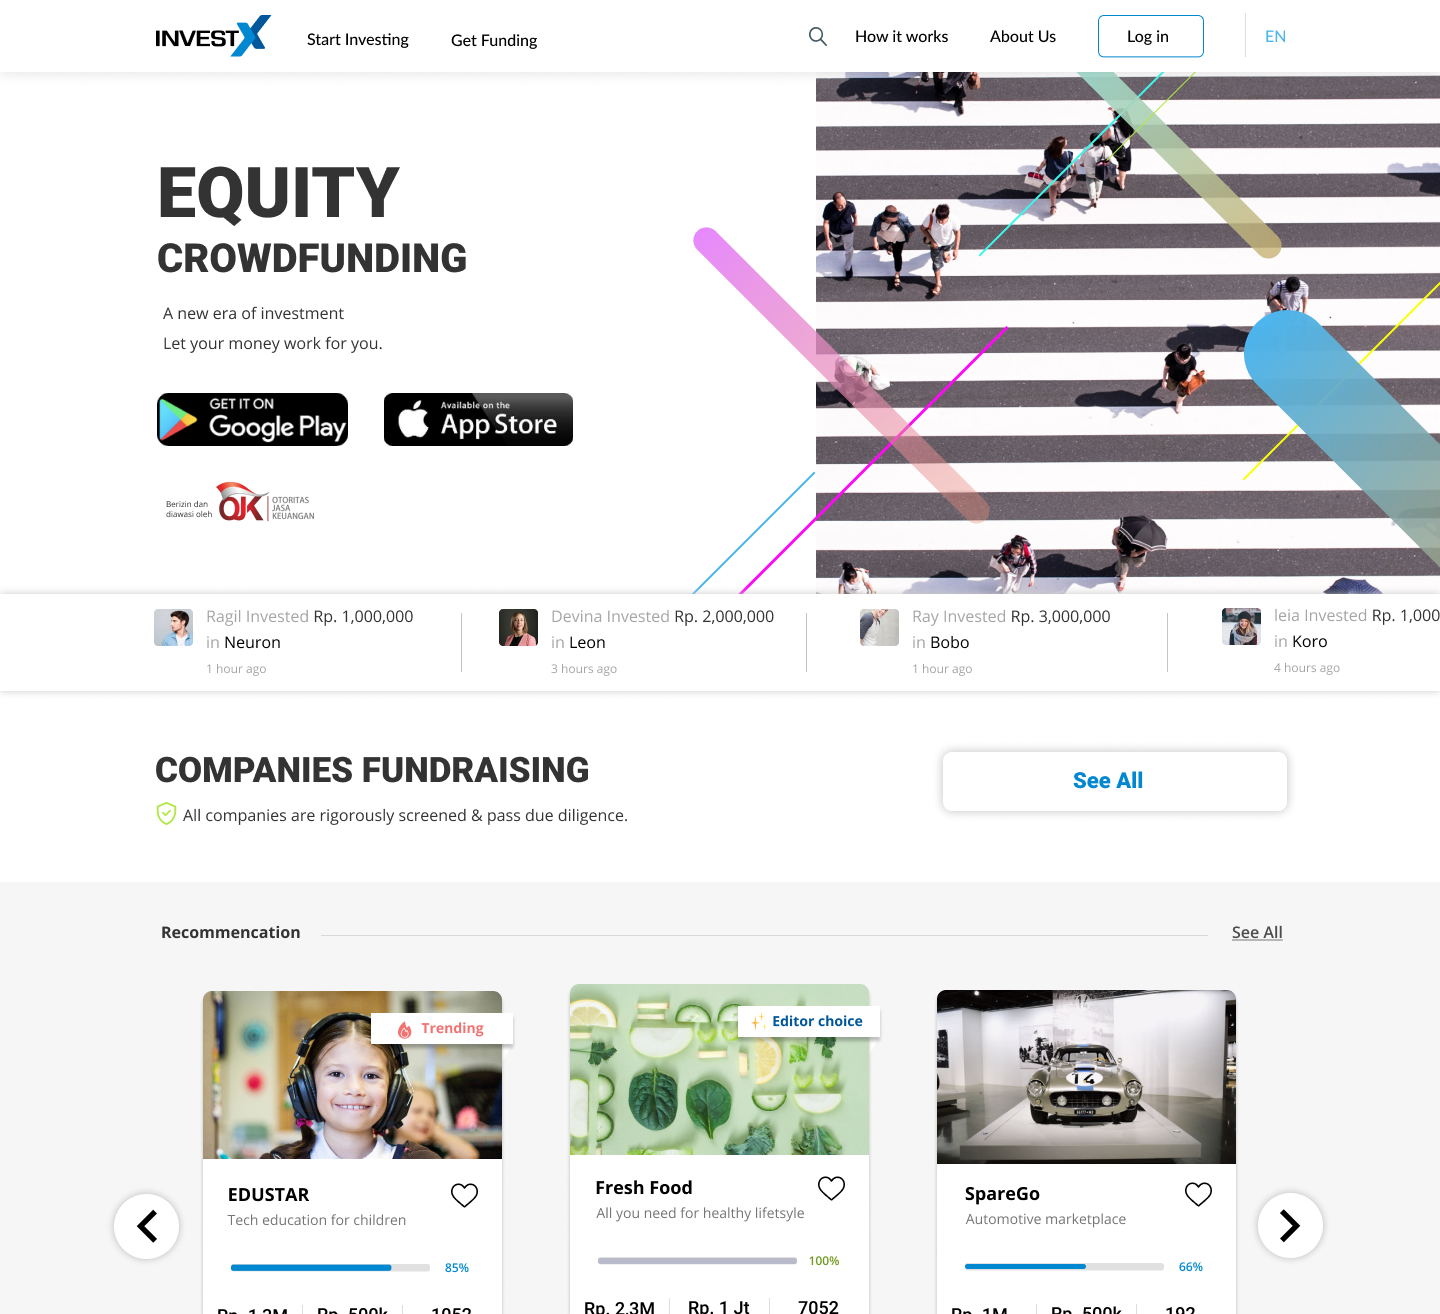 INVESTX
Start Investing
Get Funding
How it works
About Us
Log in
EN
EQUITY
CROWDFUNDING
A new era of investment
Let your money work for you.
GET IT ON
Google Play
Available on the
App Store
Berizin dan
diawasi oleh
OJK
OTORITAS
JASA
KEUANGAN
Ragil Invested Rp. 1,000,000
in Neuron
1 hour ago
Devina Invested Rp. 2,000,000
in Leon
3 hours ago
Ray Invested Rp. 3,000,000
in Bobo
1 hour ago
leia Invested Rp. 1,000
in Koro
4 hours ago
COMPANIES FUNDRAISING
All companies are rigorously screened & pass due diligence.
See All
Recommencation
See All
Trending
EDUSTAR
Tech education for children
85%
Rp. 1.2M
Rp. 500k
1052
Editor choice
Fresh Food
All you need for healthy lifetsyle
100%
Rp. 2.3M
Rp. 1 Jt
7052
14
SpareGo
Automotive marketplace
66%
Rp. 1M
Rp. 500k
192